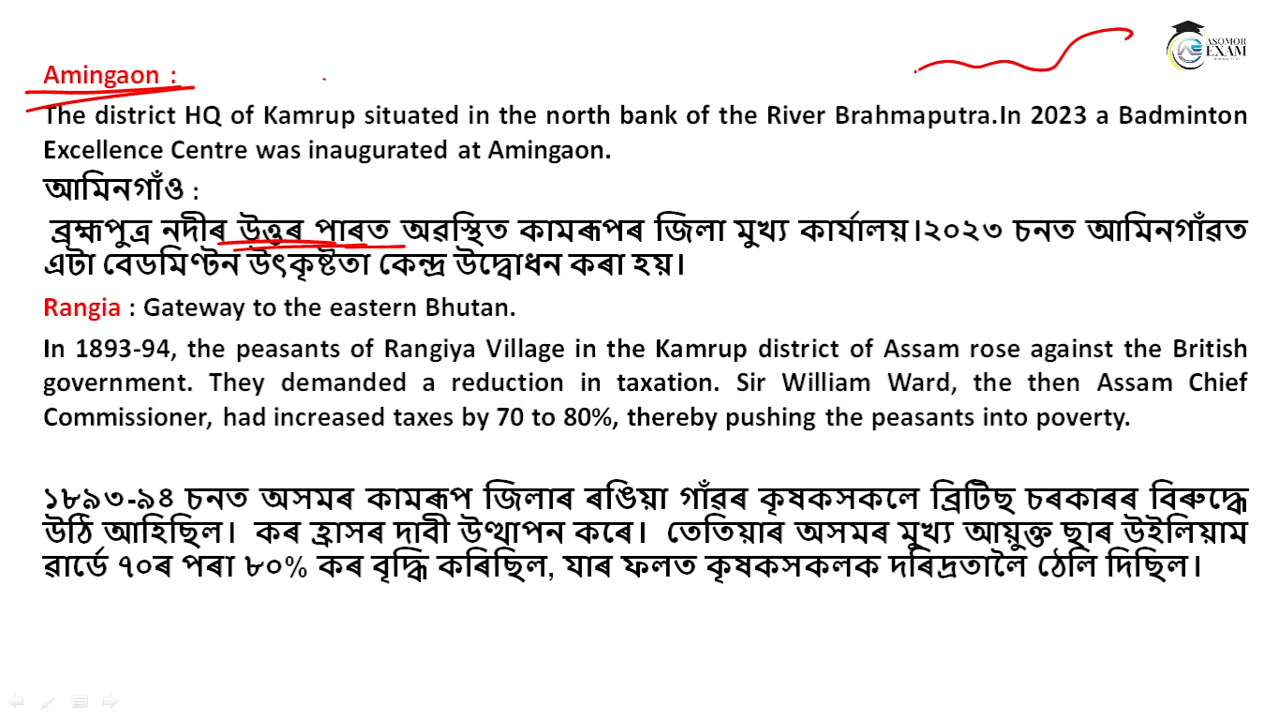 ASOMOR
EXAM
Amingaon :
The district HQ of Kamrup situated in the north bank of the River Brahmaputra.In 2023 a Badminton
Excellence Centre was inaugurated at Amingaon.
আমিনগাঁও :
ব্ৰহ্মপুত্ৰ নদীৰ উত্তৰ পাৰত অৱস্থিত কামৰূপৰ জিলা মুখ্য কাৰ্যালয়।২০২৩ চনত আমিনগাঁৱত
এটা বেডমিণ্টন উৎকৃষ্টতা কেন্দ্ৰ উদ্বোধন কৰা হয়।
Rangia : Gateway to the eastern Bhutan.
In 1893-94, the peasants of Rangiya Village in the Kamrup district of Assam rose against the British
government. They demanded a reduction in taxation. Sir William Ward, the then Assam Chief
Commissioner, had increased taxes by 70 to 80%, thereby pushing the peasants into poverty.
১৮৯৩-৯৪ চনত অসমৰ কামৰূপ জিলাৰ ৰঙিয়া গাঁৱৰ কৃষকসকলে ব্ৰিটিছ চৰকাৰৰ বিৰুদ্ধে
উঠি আহিছিল। কৰ হ্ৰাসৰ দাবী উত্থাপন কৰে। তেতিয়াৰ অসমৰ মুখ্য আয়ুক্ত ছাৰ উইলিয়াম
ৱাৰ্ডে ৭০ৰ পৰা ৮০% কৰ বৃদ্ধি কৰিছিল, যাৰ ফলত কৃষকসকলক দৰিদ্ৰতালৈ ঠেলি দিছিল।